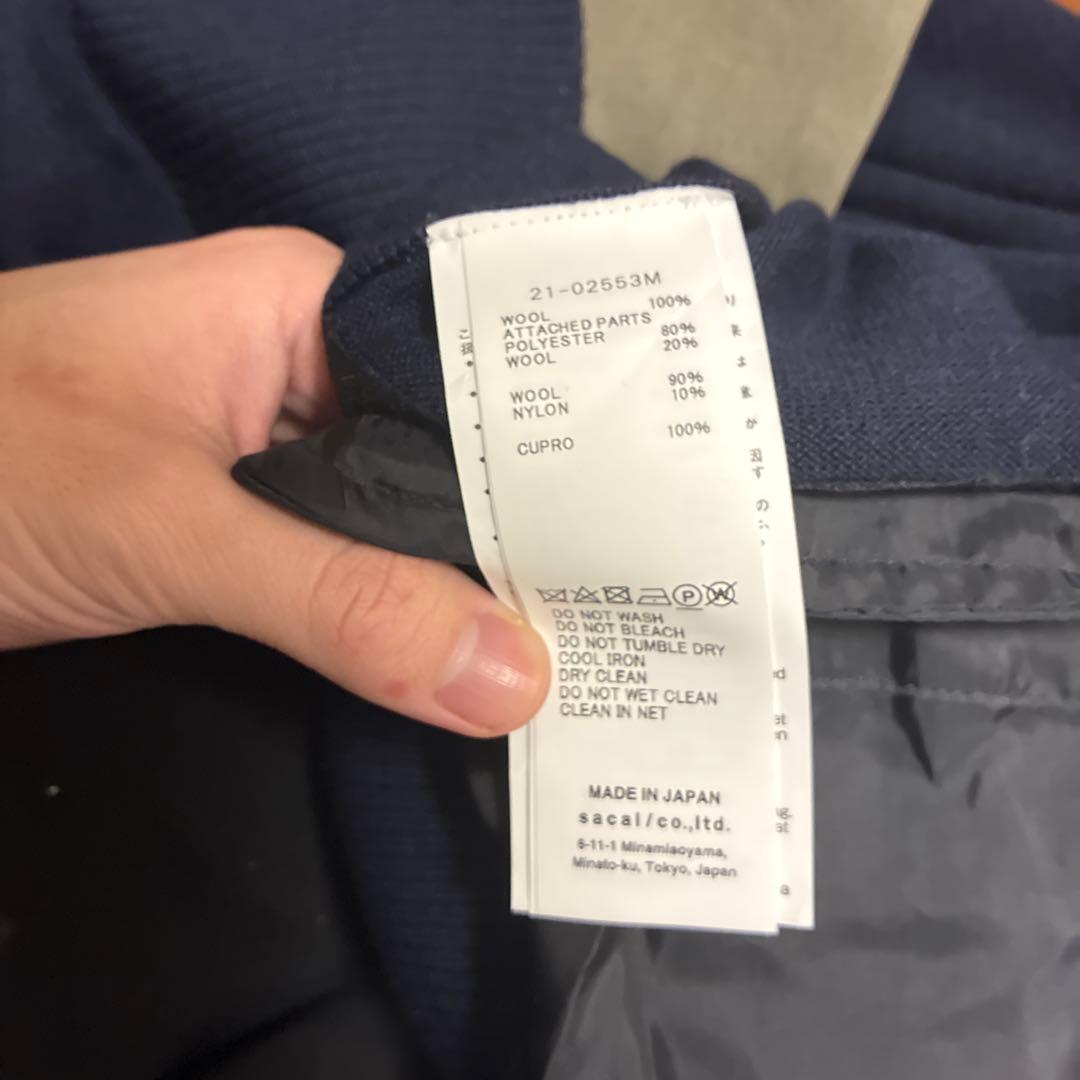 21-02553M
WOOL 100%
ATTACHED PARTS
POLYESTER 80%
WOOL 20%
WOOL 90%
NYLON 10%
CUPRO 100%
P W
DO NOT WASH
DO NOT BLEACH
DO NOT TUMBLE DRY
COOL IRON
DRY CLEAN
DO NOT WET CLEAN
CLEAN IN NET
MADE IN JAPAN
sacai/co.,ltd.
6-11-1 Minamiaoyama,
Minato-ku, Tokyo, Japan